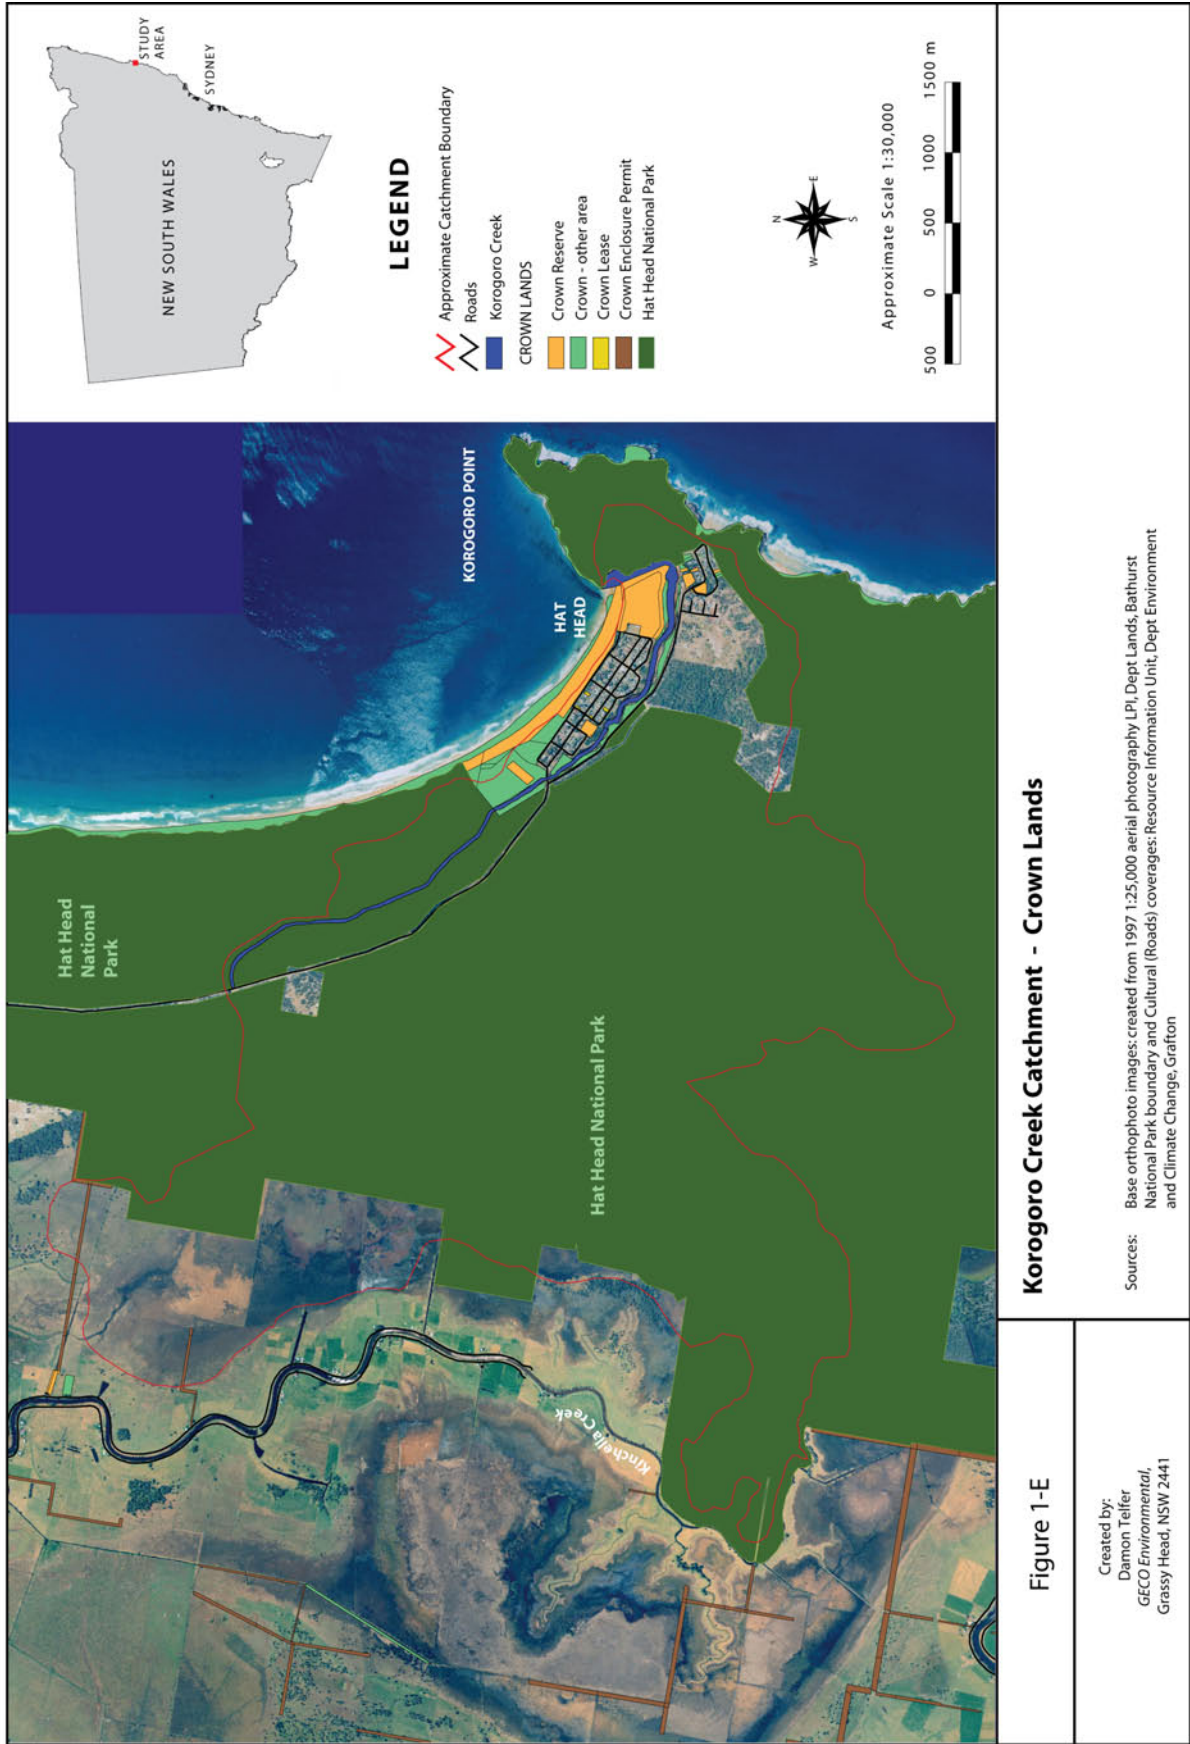 Hat Head
National
Park
Hat Head National Park
Kinchella Creek
HAT
HEAD
KOROGORO POINT
NEW SOUTH WALES
STUDY
AREA
SYDNEY
LEGEND
Approximate Catchment Boundary
Roads
Korogoro Creek
CROWN LANDS
Crown Reserve
Crown - other area
Crown Lease
Crown Enclosure Permit
Hat Head National Park
N
W
E
S
Approximate Scale 1:30,000
500 0 500 1000 1500 m
Figure 1-E
Created by:
Damon Telfer
GECO Environmental,
Grassy Head, NSW 2441
Korogoro Creek Catchment - Crown Lands
Sources: Base orthophoto images: created from 1997 1:25,000 aerial photography LPI, Dept Lands, Bathurst
National Park boundary and Cultural (Roads) coverages: Resource Information Unit, Dept Environment
and Climate Change, Grafton